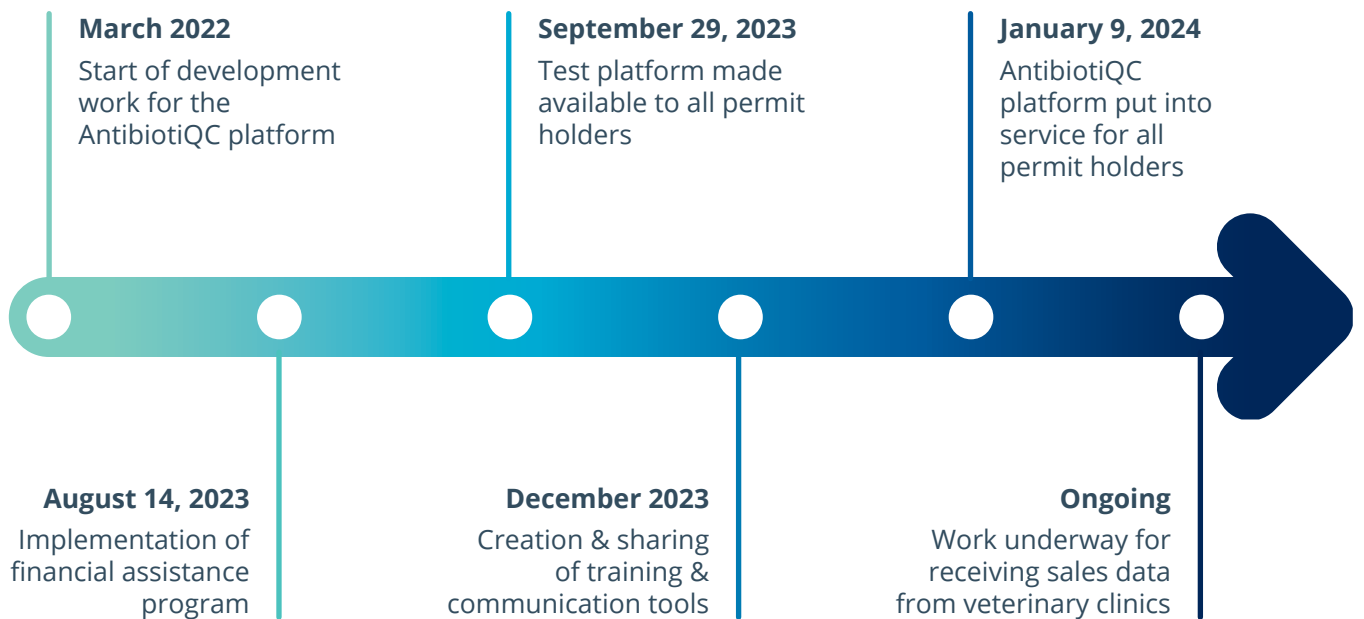 March 2022
Start of development
work for the
AntibiotiQC platform
September 29, 2023
Test platform made
available to all permit
holders
January 9, 2024
AntibiotiQC
platform put into
service for all
permit holders
August 14, 2023
Implementation of
financial assistance
program
December 2023
Creation & sharing
of training &
communication tools
Ongoing
Work underway for
receiving sales data
from veterinary clinics